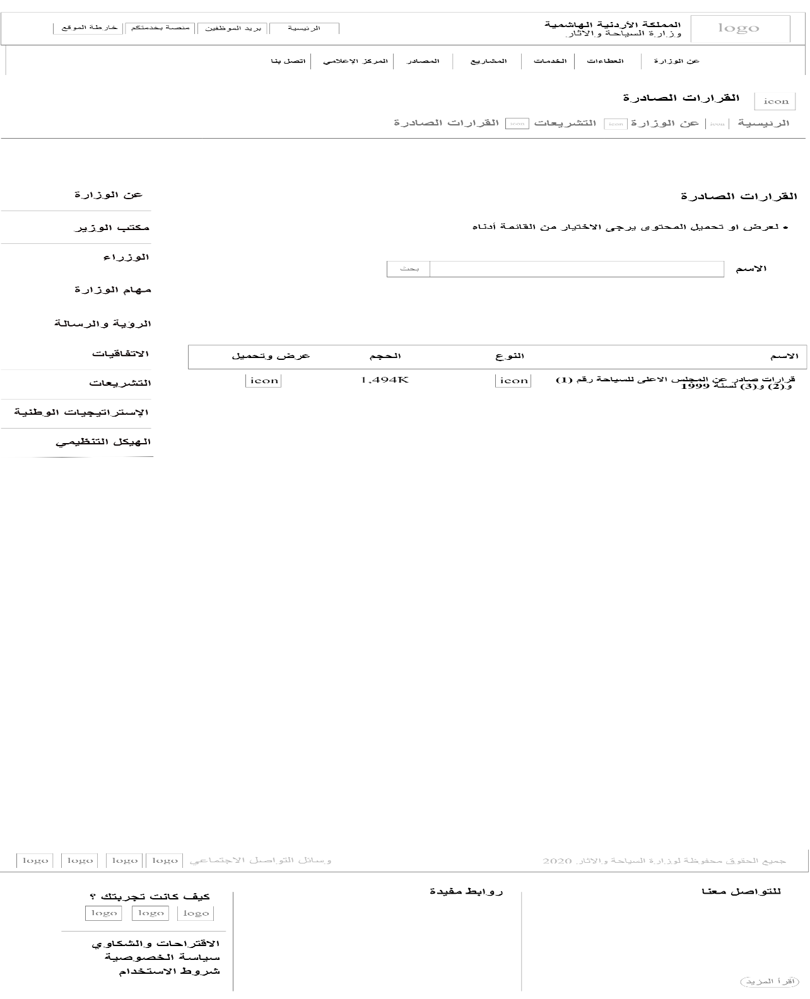 logo
المملكة الأردنية الهاشمية
وزارة السياحة والاثار
الرئيسية
بريد الموظفين
منصة بخدمتكم
خارطة الموقع
عن الوزارة
العطاءات
الخدمات
المشاريع
المصادر
المركز الاعلامي
اتصل بنا
icon
القرارات الصادرة
الرئيسية icon عن الوزارة icon التشريعات icon القرارات الصادرة
القرارات الصادرة
• لعرض او تحميل المحتوى يرجى الاختيار من القائمة أدناه
الاسم
بحث
الاسم النوع الحجم عرض وتحميل
قرارات صادر عن المجلس الاعلى للسياحة رقم (1)
و(2) و(3) لسنة 1999
icon
1,494K
icon
عن الوزارة
مكتب الوزير
الوزراء
مهام الوزارة
الرؤية والرسالة
الاتفاقيات
التشريعات
الإستراتيجيات الوطنية
الهيكل التنظيمي
جميع الحقوق محفوظة لوزارة السياحة والاثار 2020
وسائل التواصل الاجتماعي
logo logo logo logo
للتواصل معنا
اقرأ المزيد
روابط مفيدة
كيف كانت تجربتك ؟
logo logo logo
الاقتراحات والشكاوي
سياسة الخصوصية
شروط الاستخدام